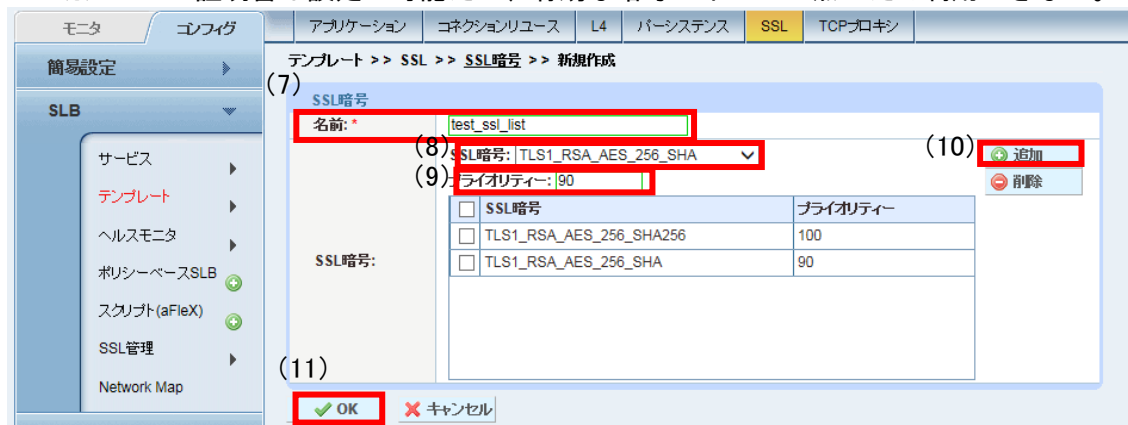 モニタ
コンフィグ
アプリケーション
コネクションリユース
L4
パーシステンス
SSL
TCPプロキシ
簡易設定
テンプレート >> SSL >> SSL暗号 >> 新規作成
(7)
SSL暗号
SLB
名前: *
test_ssl_list
(8)
SSL暗号: TLS1_RSA_AES_256_SHA
(10)
追加
サービス
(9)
プライオリティー: 90
削除
テンプレート
SSL暗号
プライオリティー
TLS1_RSA_AES_256_SHA256
100
ヘルスモニタ
SSL暗号:
TLS1_RSA_AES_256_SHA
90
ポリシーベースSLB
スクリプト(aFleX)
SSL管理
(11)
Network Map
OK
キャンセル